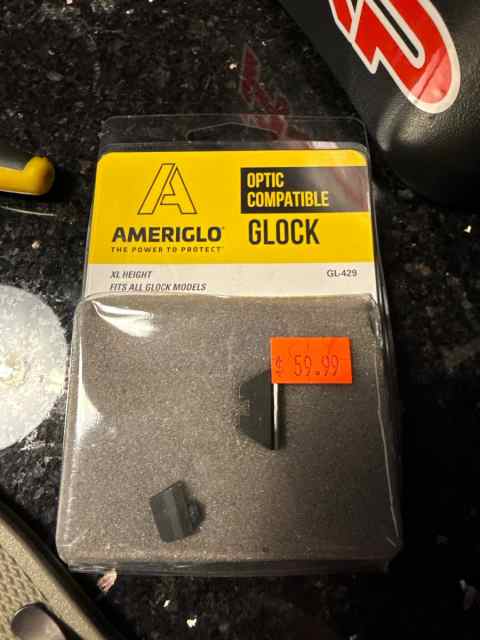 OPTIC
COMPATIBLE
GLOCK
AMERIGLO
THE POWER TO PROTECT
XL HEIGHT
GL-429
FITS ALL GLOCK MODELS
$ 59.99